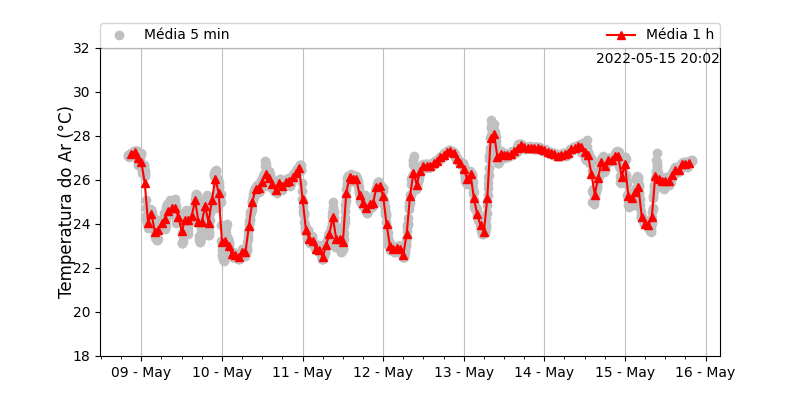 Média 5 min
Média 1 h
2022-05-15 20:02
Temperatura do Ar (°C)
32
30
28
26
24
22
20
18
09 - May
10 - May
11 - May
12 - May
13 - May
14 - May
15 - May
16 - May